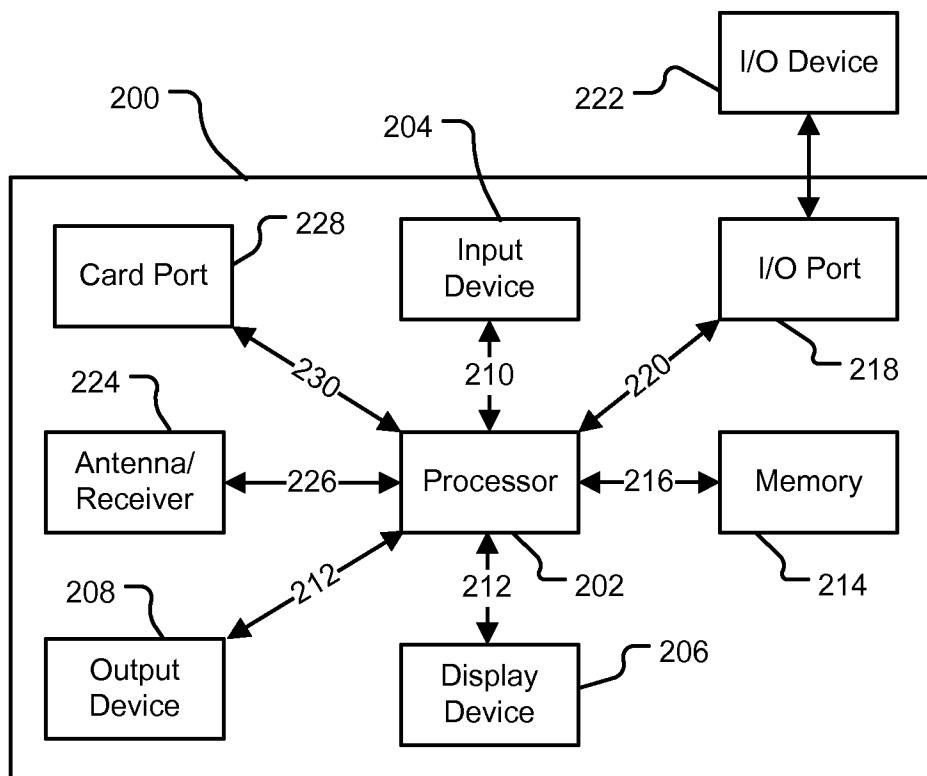 I/O Device
222
200
204
228
Card Port
Input
Device
I/O Port
230
210
220
218
224
Antenna/
Receiver
226
Processor
216
Memory
208
212
212
202
214
Output
Device
Display
Device
206